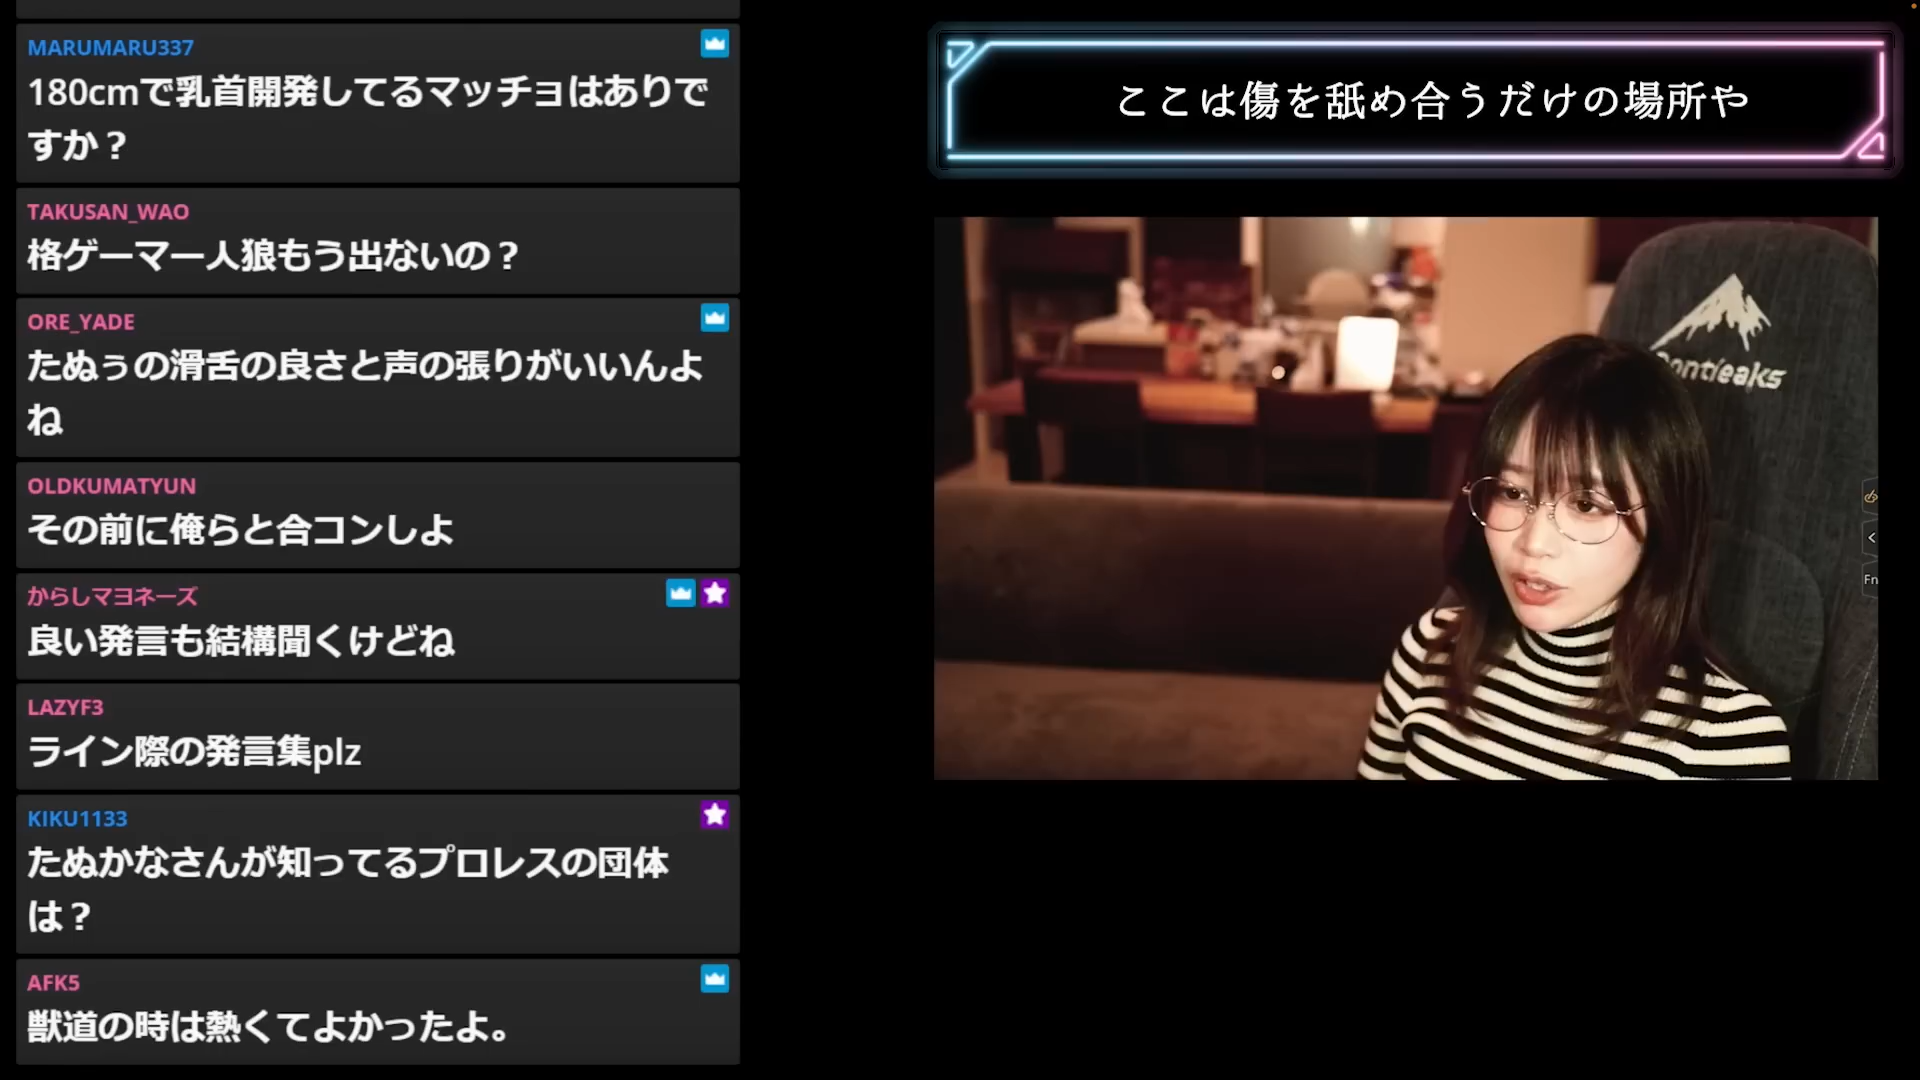 MARUMARU337
180cmで乳首開発してるマッチョはありで
すか？
TAKUSAN_WAO
格ゲーマー人狼もう出ないの？
ORE_YADE
たぬぅの滑舌の良さと声の張りがいいんよ
ね
OLDKUMATYUN
その前に俺らと合コンしよ
からしマヨネーズ
良い発言も結構聞くけどね
LAZYF3
ライン際の発言集plz
KIKU1133
たぬかなさんが知ってるプロレスの団体
は？
AFK5
獣道の時は熱くてよかったよ。
ここは傷を舐め合うだけの場所や
Fn